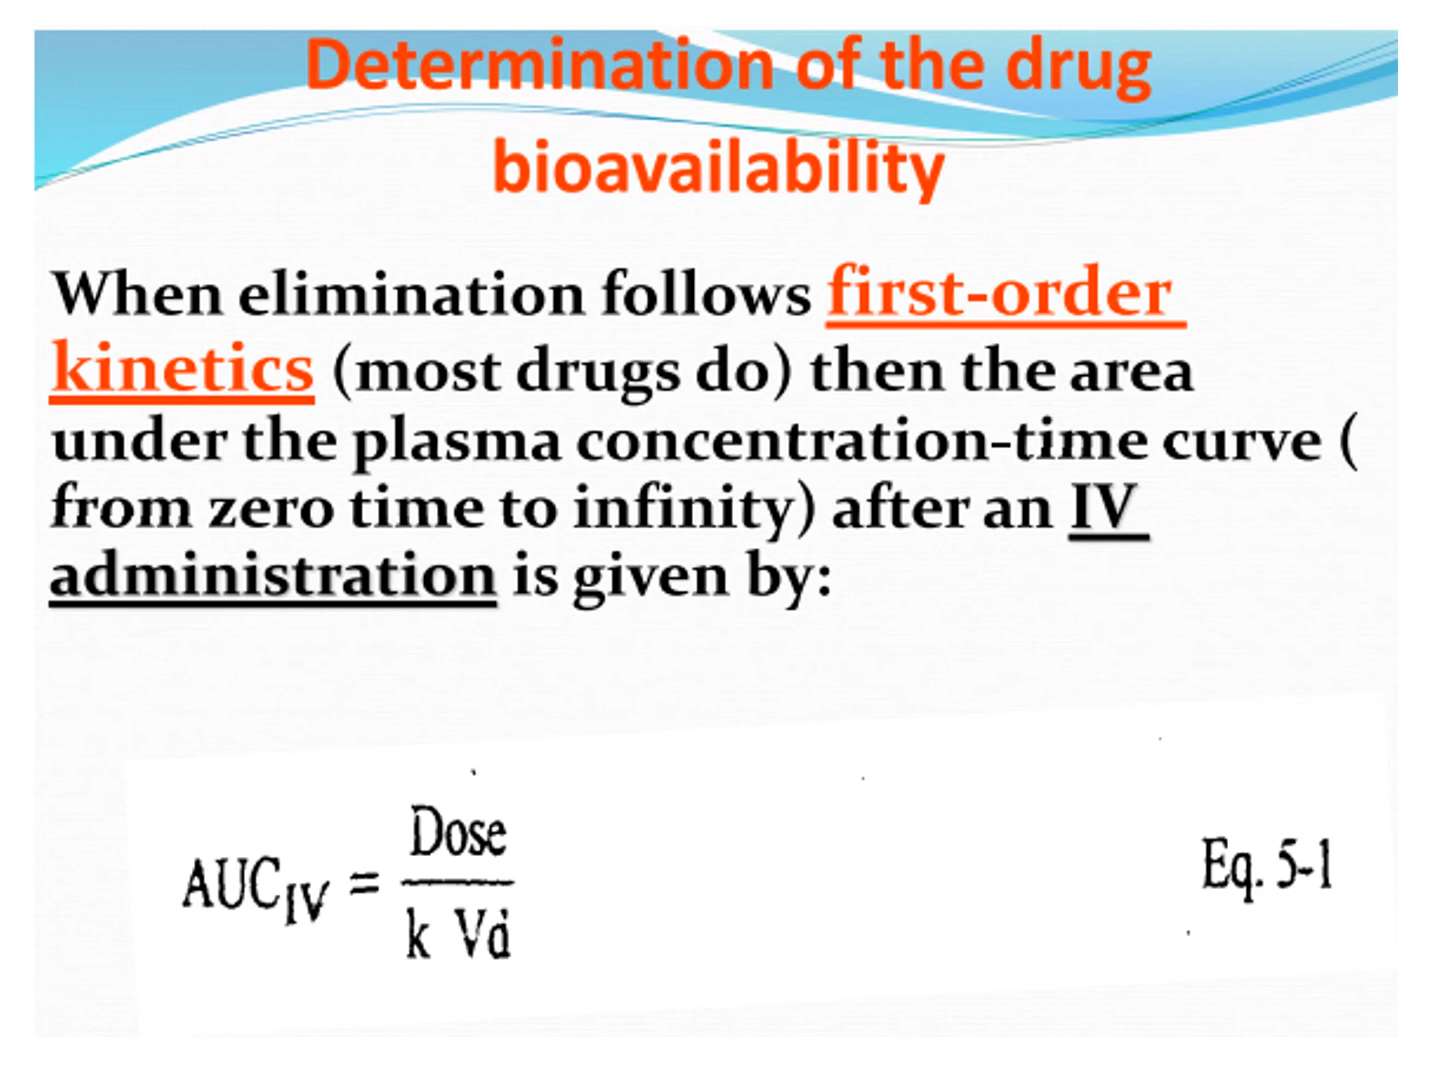 Determination of the drug
bioavailability
When elimination follows first-order
kinetics (most drugs do) then the area
under the plasma concentration-time curve (
from zero time to infinity) after an IV
administration is given by:
AUC_IV = Dose / k Vd
Eq. 5-1